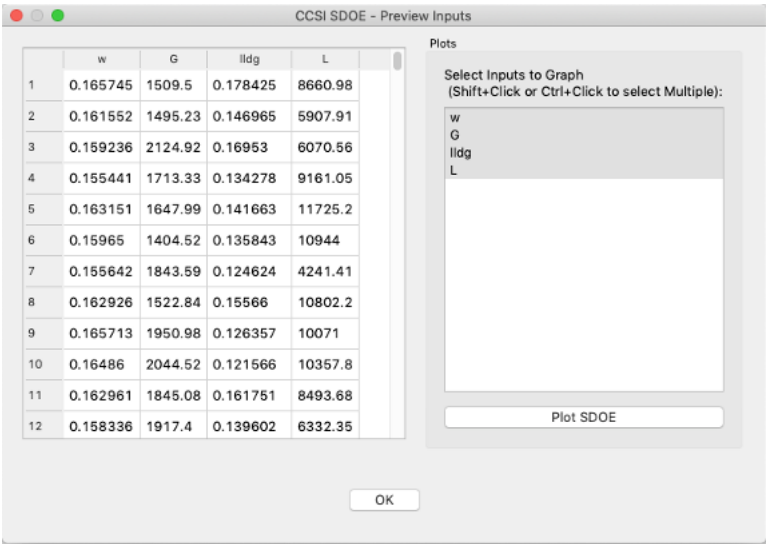 CCSI SDOE - Preview Inputs
Plots
w G lldg L
1 0.165745 1509.5 0.178425 8660.98
2 0.161552 1495.23 0.146965 5907.91
3 0.159236 2124.92 0.16953 6070.56
4 0.155441 1713.33 0.134278 9161.05
5 0.163151 1647.99 0.141663 11725.2
6 0.15965 1404.52 0.135843 10944
7 0.155642 1843.59 0.124624 4241.41
8 0.162926 1522.84 0.15566 10802.2
9 0.165713 1950.98 0.126357 10071
10 0.16486 2044.52 0.121566 10357.8
11 0.162961 1845.08 0.161751 8493.68
12 0.158336 1917.4 0.139602 6332.35
Select Inputs to Graph
(Shift+Click or Ctrl+Click to select Multiple):
w
G
lldg
L
Plot SDOE
OK